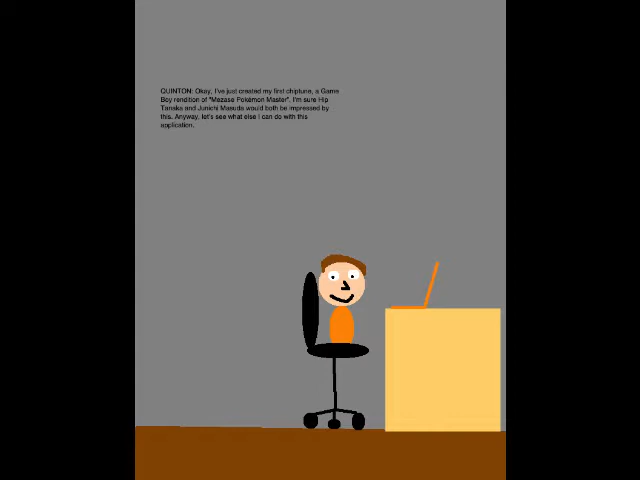 QUINTON: Okay, I've just created my first chiptune, a Game
Boy rendition of "Mezase Pokémon Master". I'm sure Hip
Tanaka and Junichi Masuda would both be impressed by
this. Anyway, let's see what else I can do with this
application.